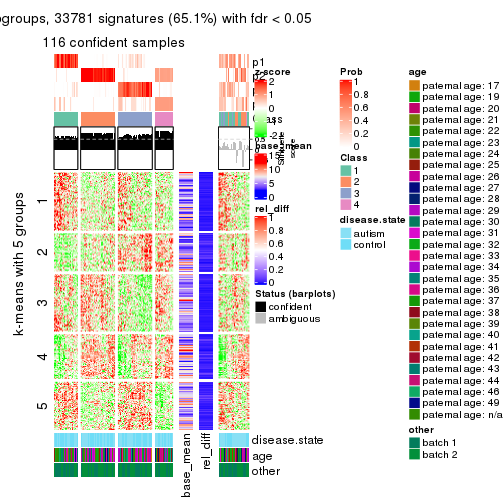 ogroups, 33781 signatures (65.1%) with fdr < 0.05
116 confident samples
p1
p2
z-score
2
1
0
-1
-2
Class
Silhouette
score
base_mean
15
10
5
0
rel_diff
1
0.8
0.6
0.4
0.2
0
Status (barplots)
confident
ambiguous
Prob
1
0.8
0.6
0.4
0.2
0
Class
1
2
3
4
disease.state
autism
control
age
paternal age: 17
paternal age: 19
paternal age: 20
paternal age: 21
paternal age: 22
paternal age: 23
paternal age: 24
paternal age: 25
paternal age: 26
paternal age: 27
paternal age: 28
paternal age: 29
paternal age: 30
paternal age: 31
paternal age: 32
paternal age: 33
paternal age: 34
paternal age: 35
paternal age: 36
paternal age: 37
paternal age: 38
paternal age: 39
paternal age: 40
paternal age: 41
paternal age: 42
paternal age: 43
paternal age: 44
paternal age: 46
paternal age: 49
paternal age: n/a
other
batch 1
batch 2
k-means with 5 groups
1
2
3
4
5
disease.state
age
other
base_mean
rel_diff